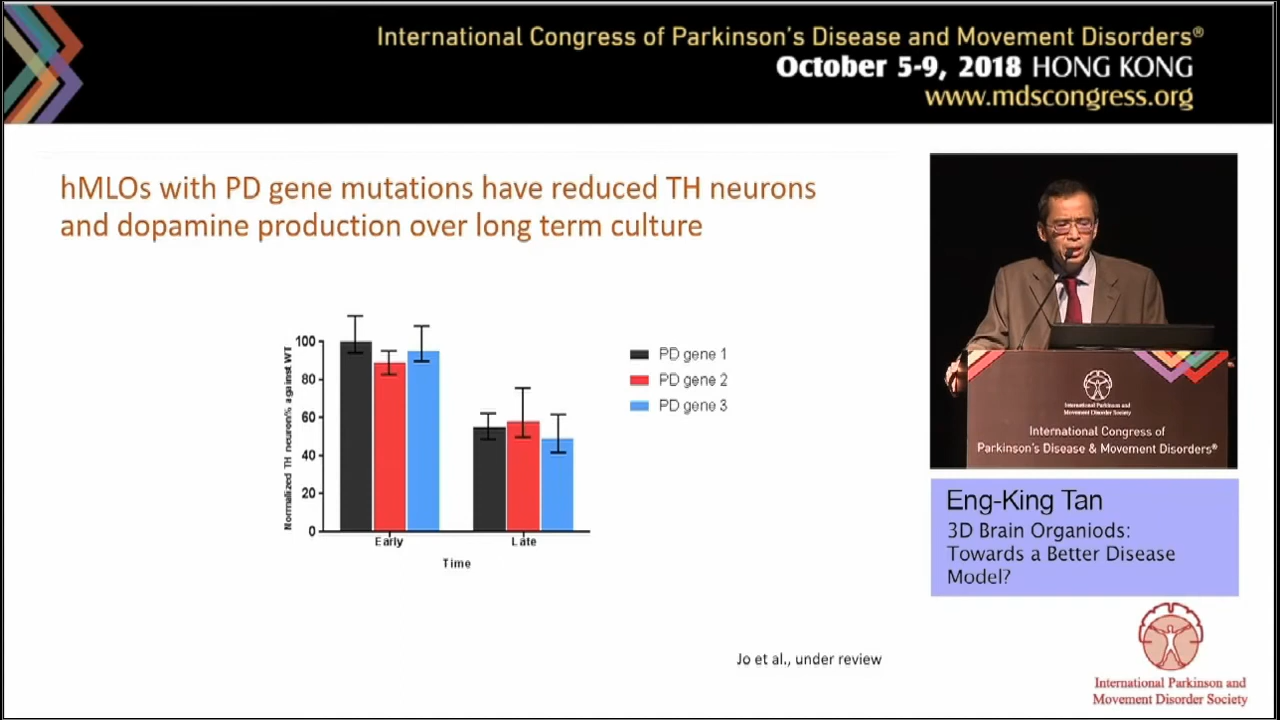 International Congress of Parkinson's Disease and Movement Disorders®
October 5-9, 2018 HONG KONG
www.mdscongress.org
hMLOs with PD gene mutations have reduced TH neurons
and dopamine production over long term culture
Normalized TH neuron% against WT
100
80
60
40
20
0
Early
Late
Time
PD gene 1
PD gene 2
PD gene 3
Jo et al., under review
International Parkinson and
Movement Disorder Society
International Congress of
Parkinson's Disease & Movement Disorders®
Eng-King Tan
3D Brain Organiods:
Towards a Better Disease
Model?
International Parkinson and
Movement Disorder Society